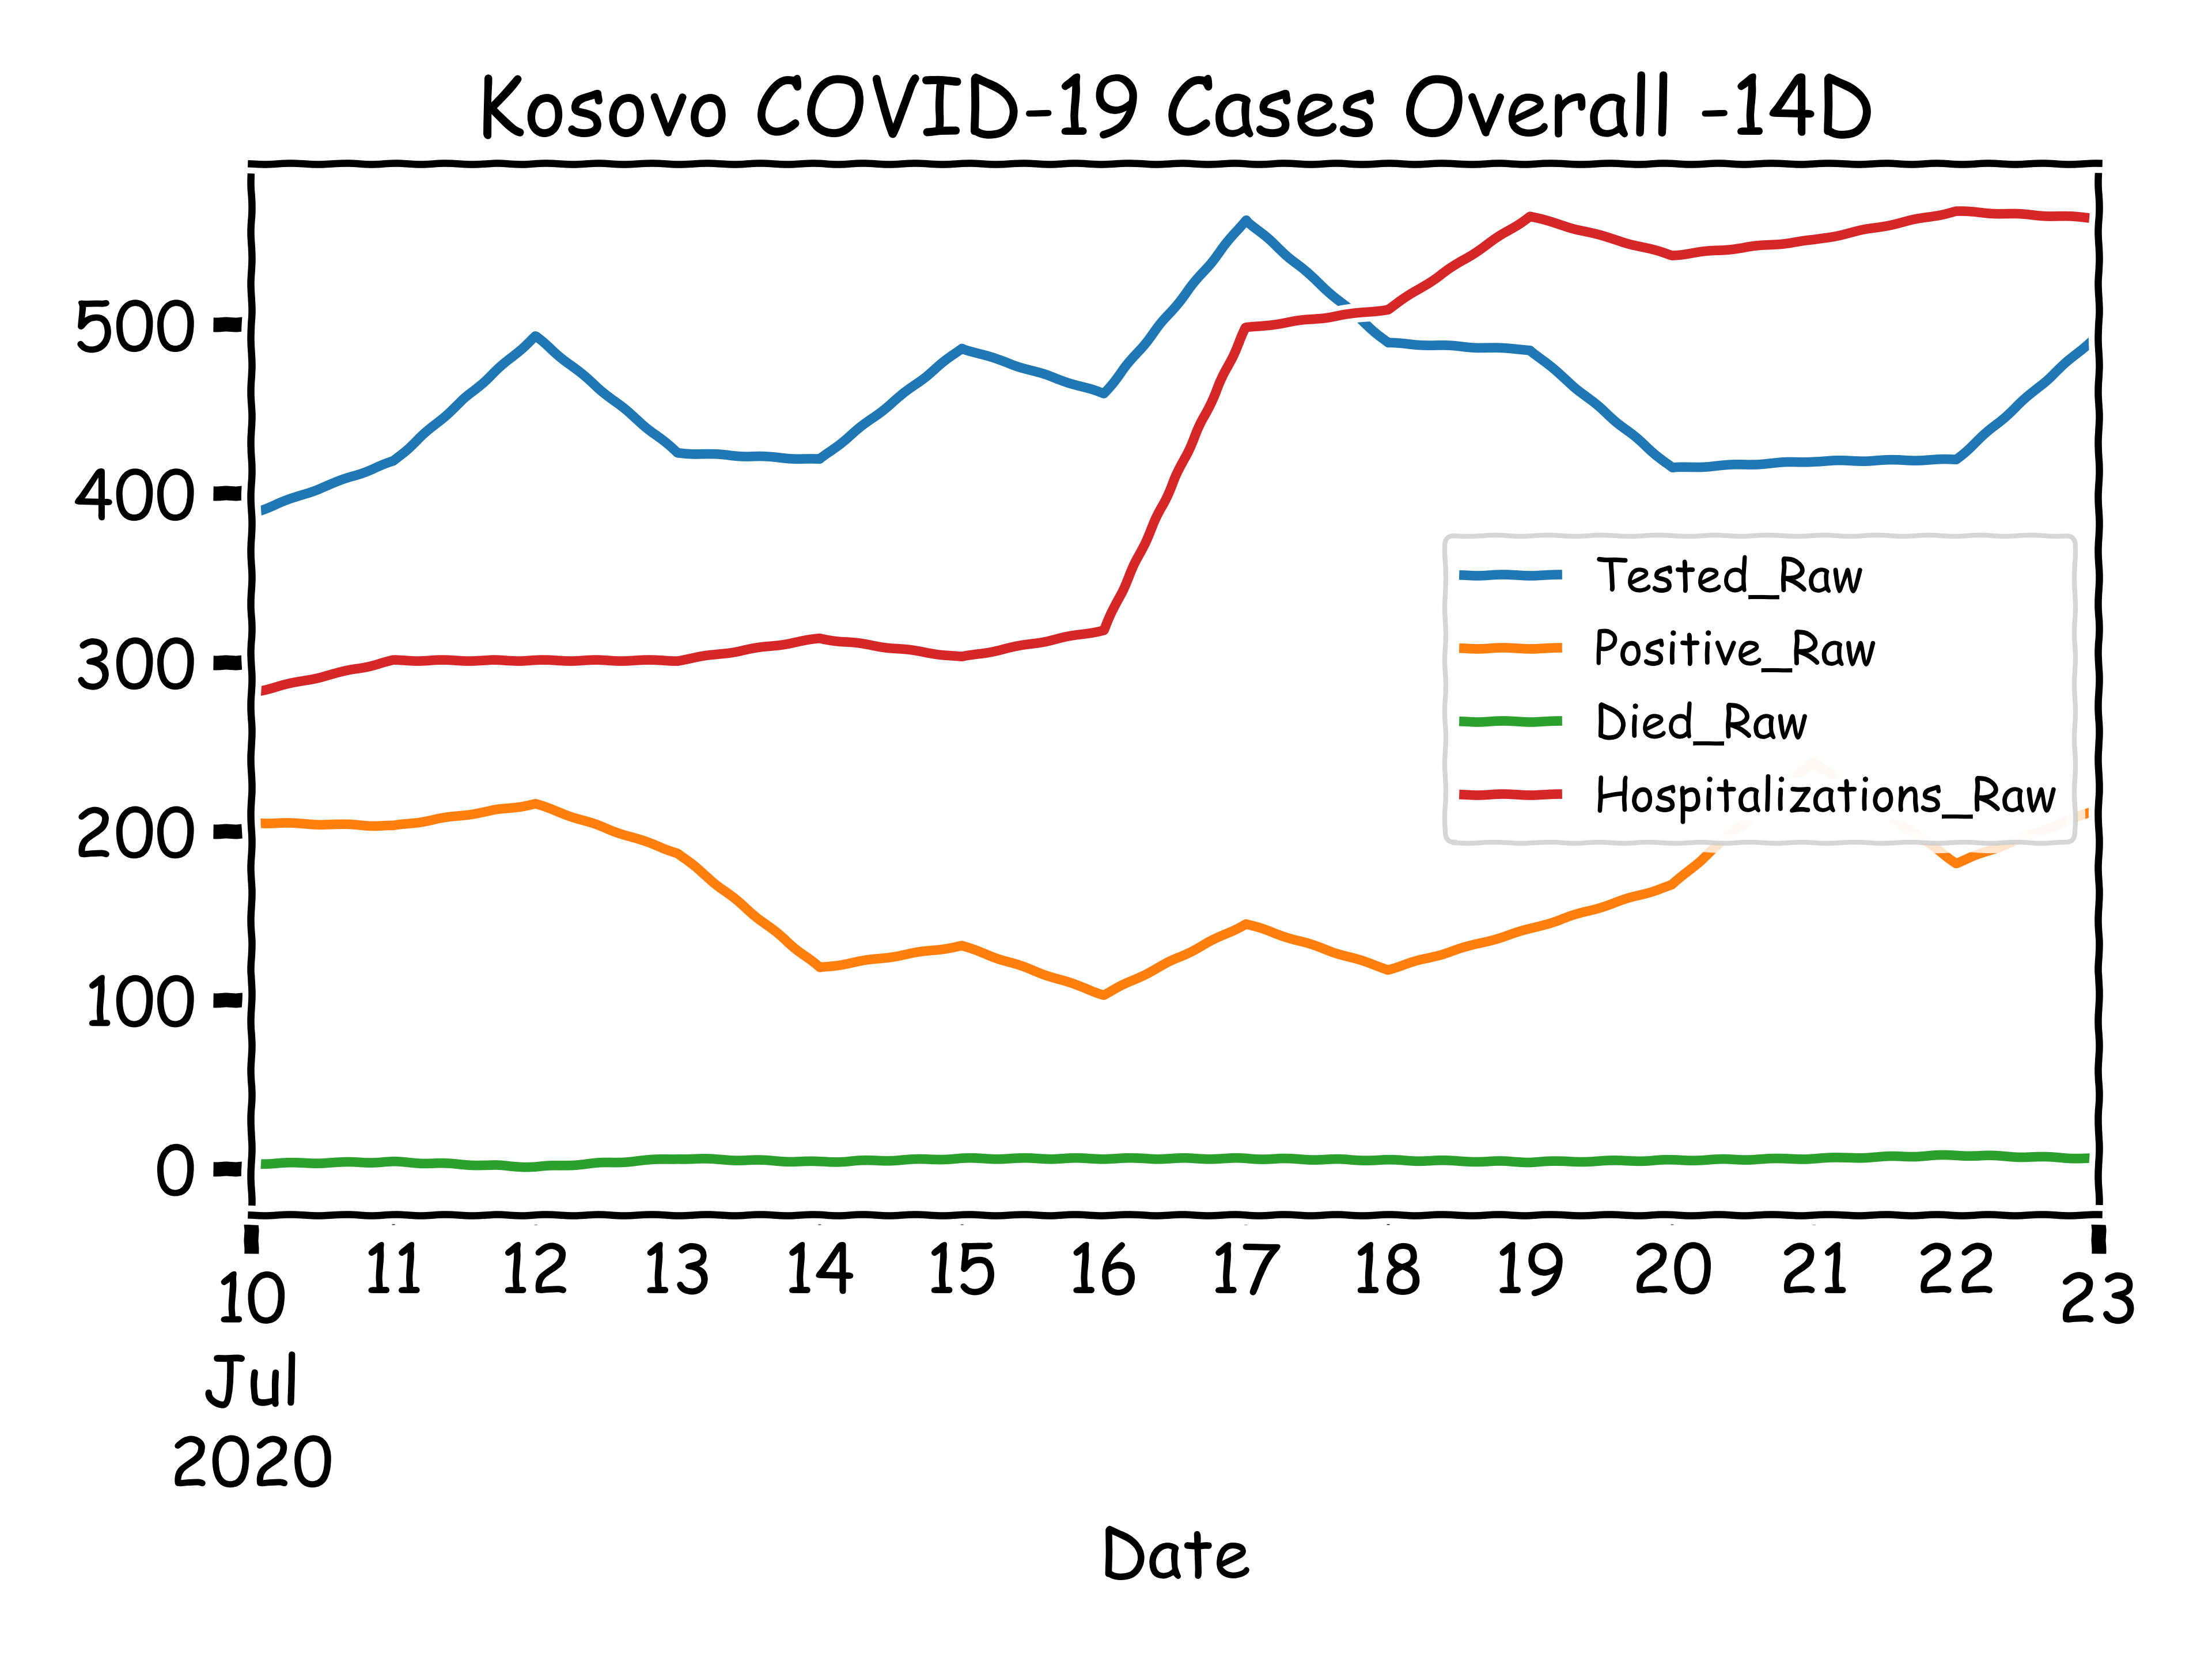 Kosovo COVID-19 Cases Overall -14D
500
400
300
200
100
0
Tested_Raw
Positive_Raw
Died_Raw
Hospitalizations_Raw
10 11 12 13 14 15 16 17 18 19 20 21 22 23
Jul
2020
Date